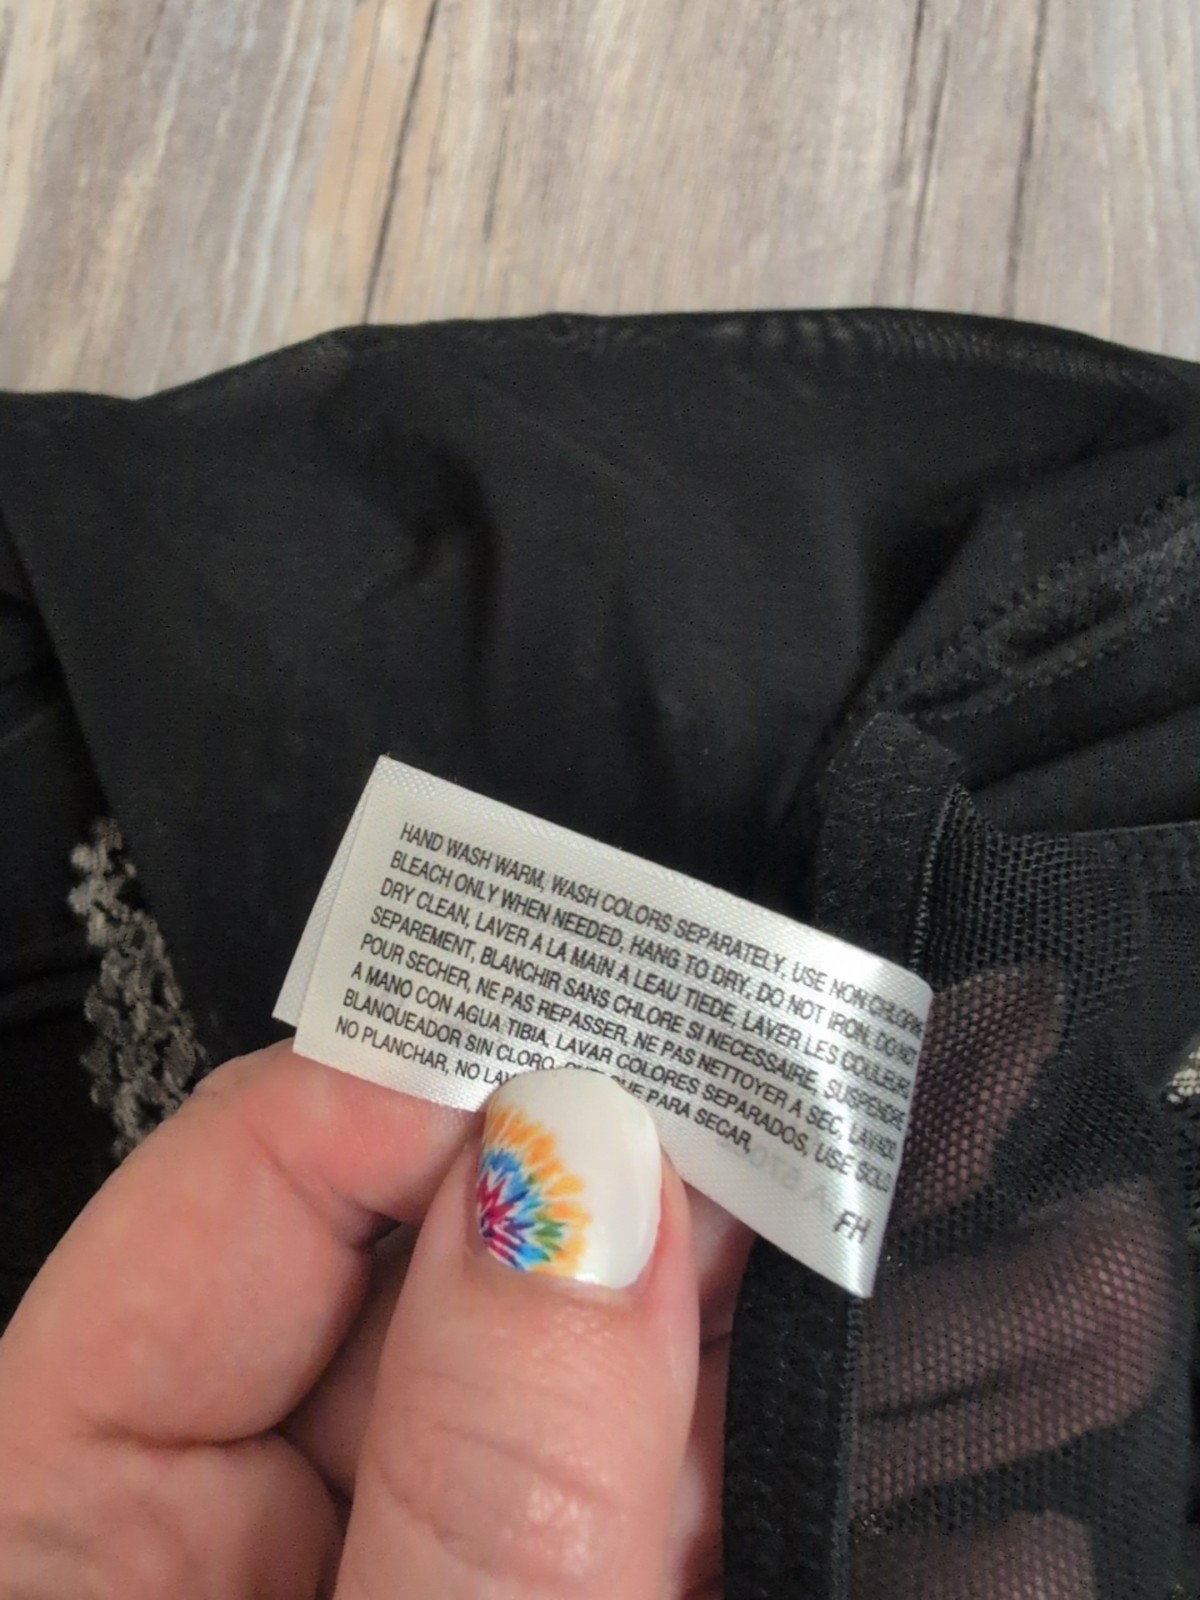 HAND WASH WARM, WASH COLORS SEPARATELY, USE NON CHLORINE
BLEACH ONLY WHEN NEEDED, HANG TO DRY, DO NOT IRON, DO NOT
DRY CLEAN, LAVER A LA MAIN A LEAU TIEDE, LAVER LES COULEURS
SEPAREMENT, BLANCHIR SANS CHLORE SI NECESSAIRE, SUSPENDRE
POUR SECHER, NE PAS REPASSER, NE PAS NETTOYER A SEC, LAVADO
A MANO CON AGUA TIBIA, LAVAR COLORES SEPARADOS, USE SOLO
BLANQUEADOR SIN CLORO, QUE PARA SECAR,
NO PLANCHAR, NO
FH